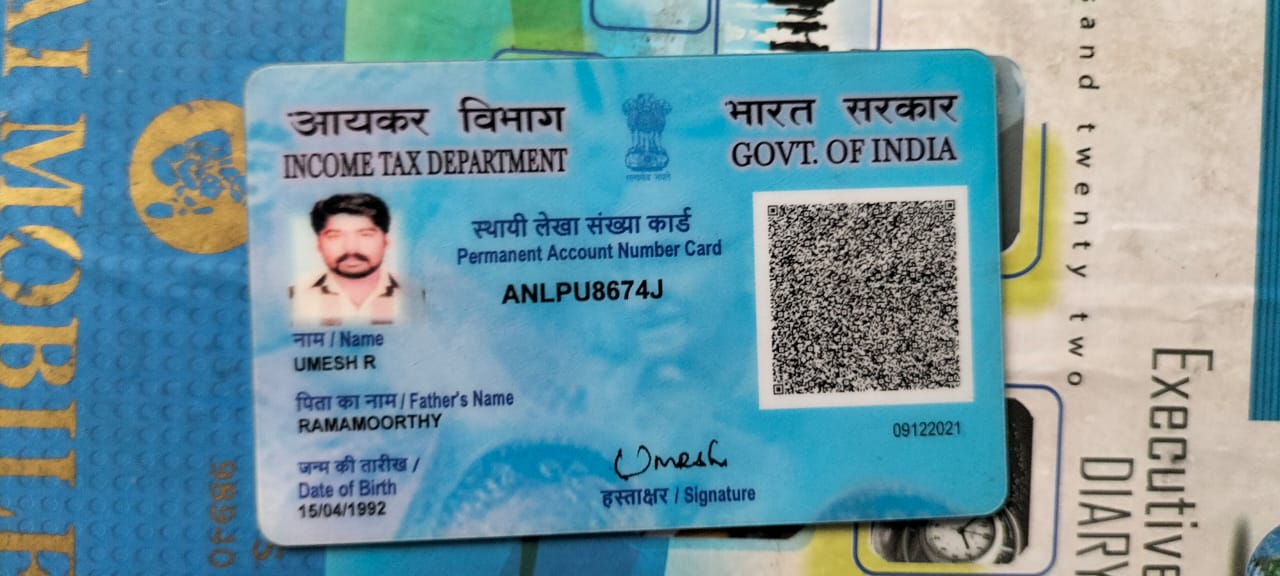 आयकर विभाग
INCOME TAX DEPARTMENT
सत्यमेव जयते
भारत सरकार
GOVT. OF INDIA
स्थायी लेखा संख्या कार्ड
Permanent Account Number Card
ANLPU8674J
नाम / Name
UMESH R
पिता का नाम / Father's Name
RAMAMOORTHY
जन्म की तारीख /
Date of Birth
15/04/1992
Umesh
हस्ताक्षर / Signature
09122021
and twenty two
Executive
DIARY